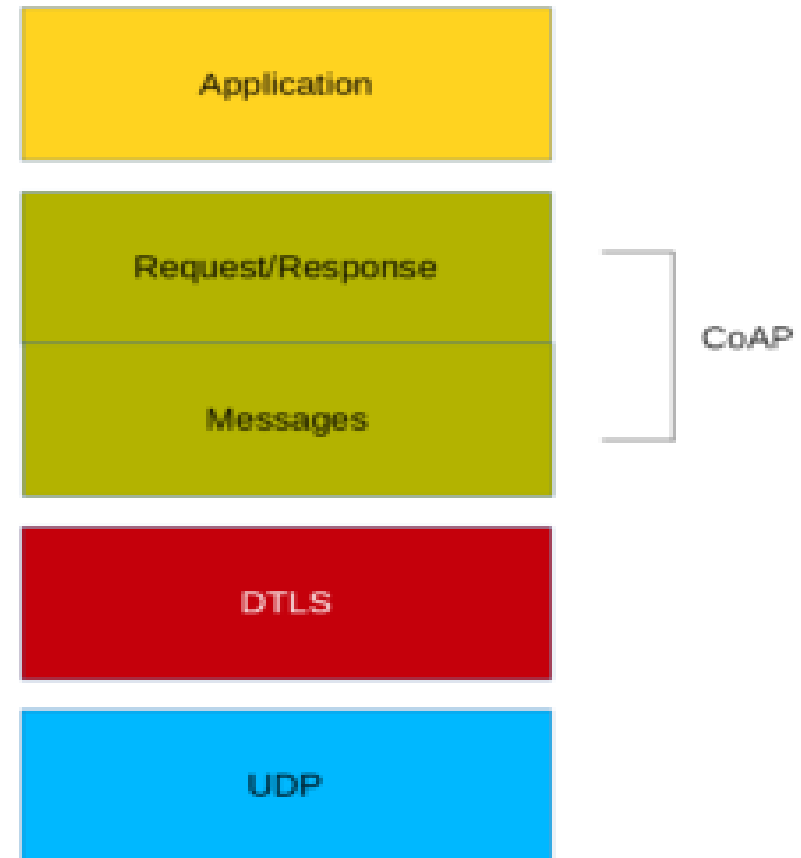 Application
Request/Response
CoAP
Messages
DTLS
UDP